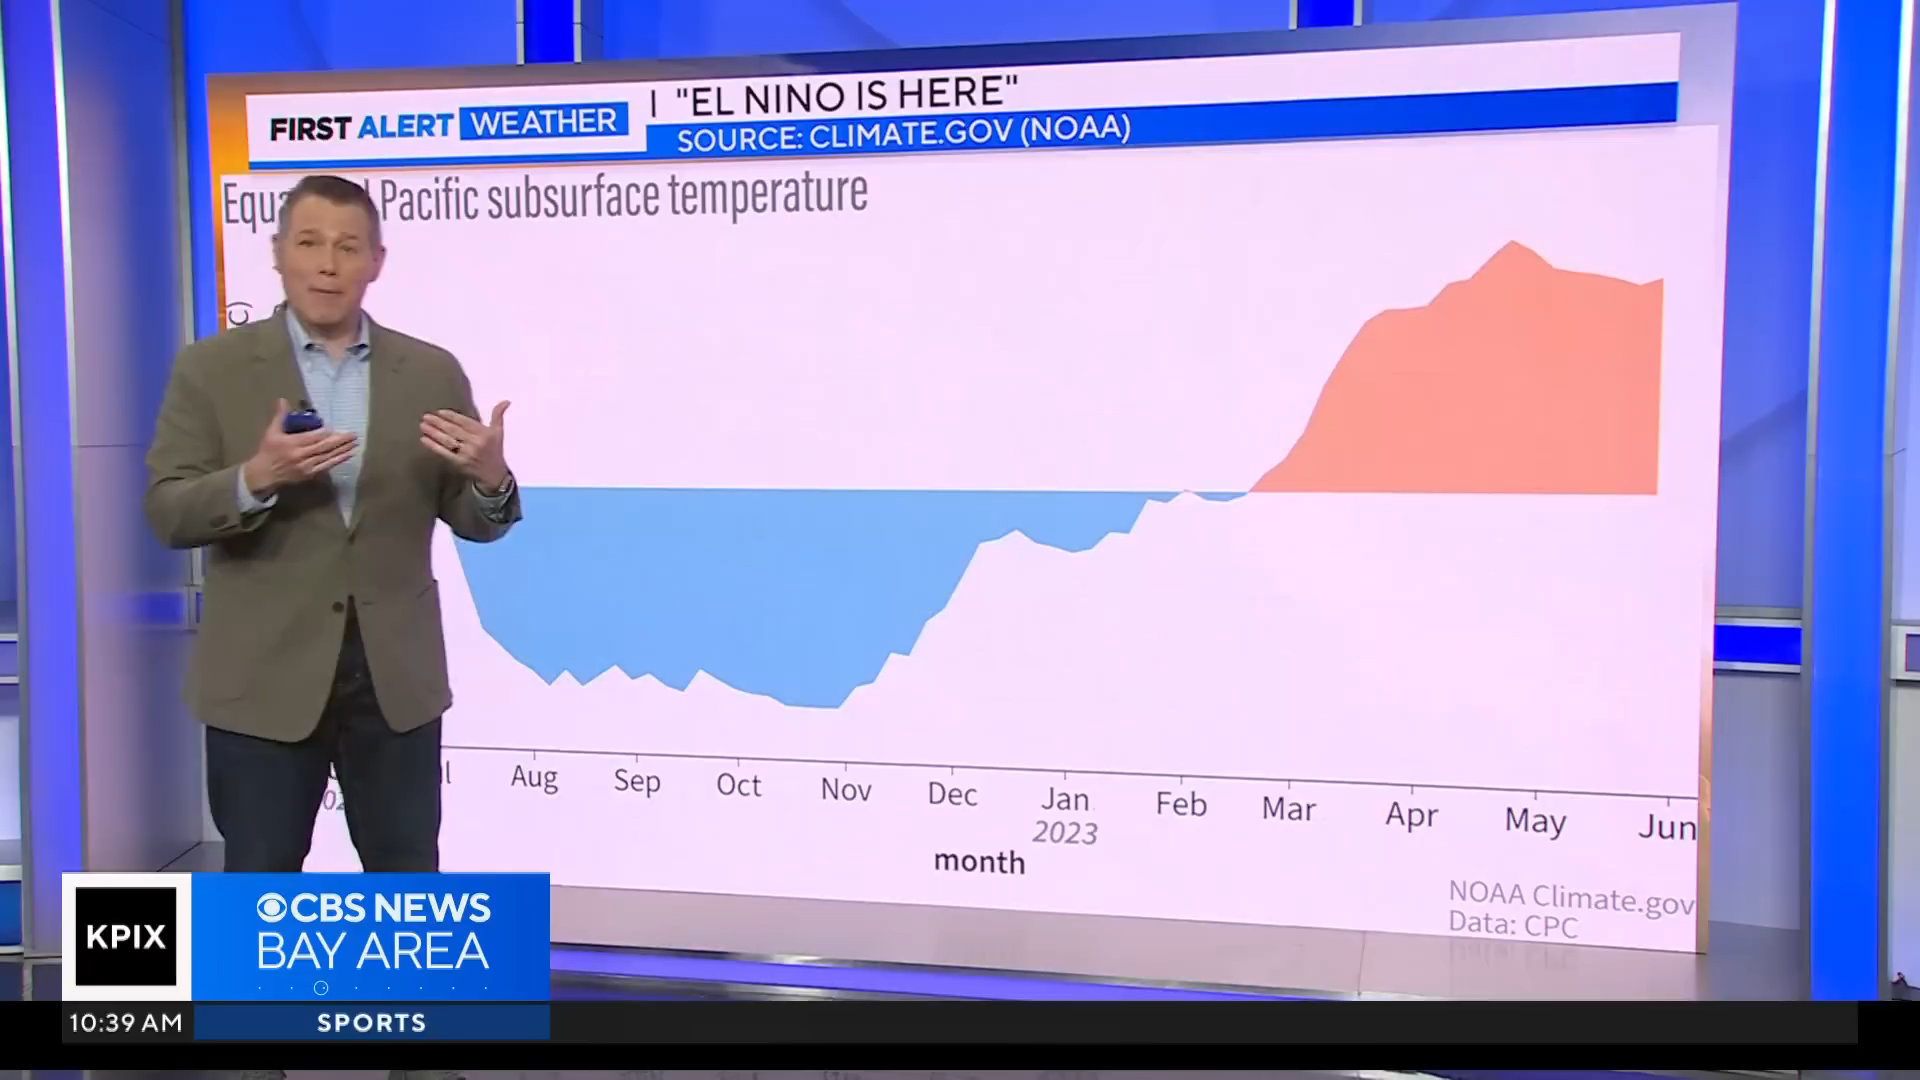 FIRST ALERT WEATHER | "EL NINO IS HERE"
SOURCE: CLIMATE.GOV (NOAA)
Pacific subsurface temperature
Aug Sep Oct Nov Dec Jan Feb Mar Apr May Jun
2023
month
NOAA Climate.gov
Data: CPC
KPIX
CBS NEWS
BAY AREA
10:39 AM
SPORTS